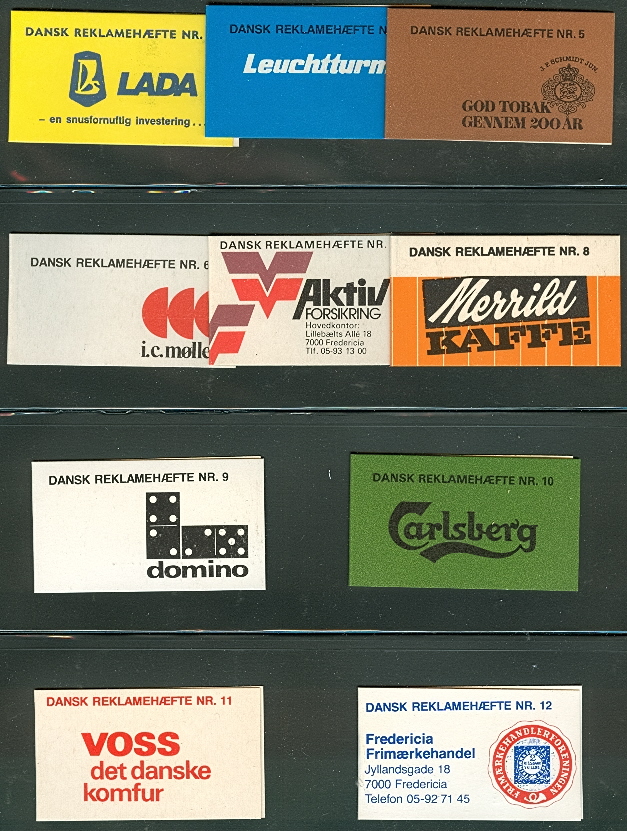 DANSK REKLAMEHÆFTE NR.
LADA
– en snusfornuftig investering...
DANSK REKLAMEHÆFTE N
Leuchtturm
DANSK REKLAMEHÆFTE NR. 5
J.P. SCHMIDT JUN.
GOD TOBAK
GENNEM 200 ÅR
DANSK REKLAMEHÆFTE NR. 6
i.c. mølle
DANSK REKLAMEHÆFTE NR.
Aktiv
FORSIKRING
Hovedkontor:
Lillebælts Allé 18
7000 Fredericia
Tlf. 05-93 13 00
DANSK REKLAMEHÆFTE NR. 8
Merrild
KAFFE
DANSK REKLAMEHÆFTE NR. 9
domino
DANSK REKLAMEHÆFTE NR. 10
Carlsberg
DANSK REKLAMEHÆFTE NR. 11
VOSS
det danske
komfur
DANSK REKLAMEHÆFTE NR. 12
Fredericia
Frimærkehandel
Jyllandsgade 18
7000 Fredericia
Telefon 05-92 71 45
FRIMÆRKEHANDLERFORENINGEN